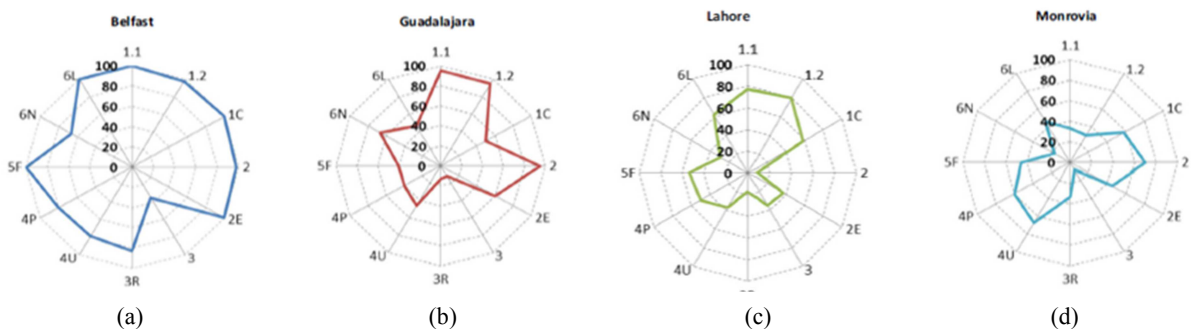 Belfast
1.1
1.2
1C
2
2E
3
3R
4U
4P
5F
6N
6L
100
80
60
40
20
0
(a)
Guadalajara
1.1
1.2
1C
2
2E
3
3R
4U
4P
5F
6N
6L
100
80
60
40
20
0
(b)
Lahore
1.1
1.2
1C
2
2E
3
4U
4P
5F
6N
6L
100
80
60
40
20
0
(c)
Monrovia
1.1
1.2
1C
2
2E
3
3R
4U
4P
5F
6N
6L
100
80
60
40
20
0
(d)